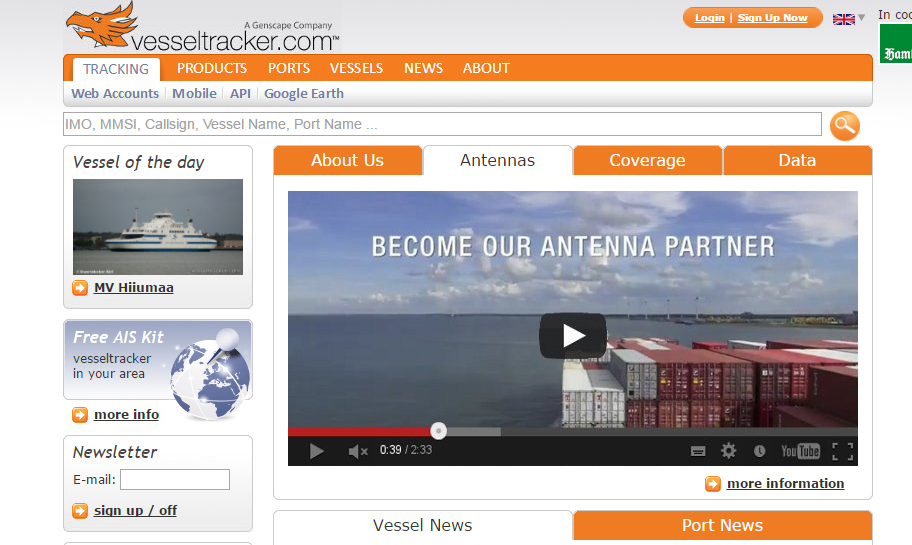 A Genscape Company
vesseltracker.com™
Login | Sign Up Now
In coo
Hamb
TRACKING PRODUCTS PORTS VESSELS NEWS ABOUT
Web Accounts Mobile API Google Earth
IMO, MMSI, Callsign, Vessel Name, Port Name ...
Vessel of the day
MV Hiiumaa
Free AIS Kit
vesseltracker
in your area
more info
Newsletter
E-mail:
sign up / off
About Us Antennas Coverage Data
BECOME OUR ANTENNA PARTNER
0:39 / 2:33
YouTube
more information
Vessel News Port News